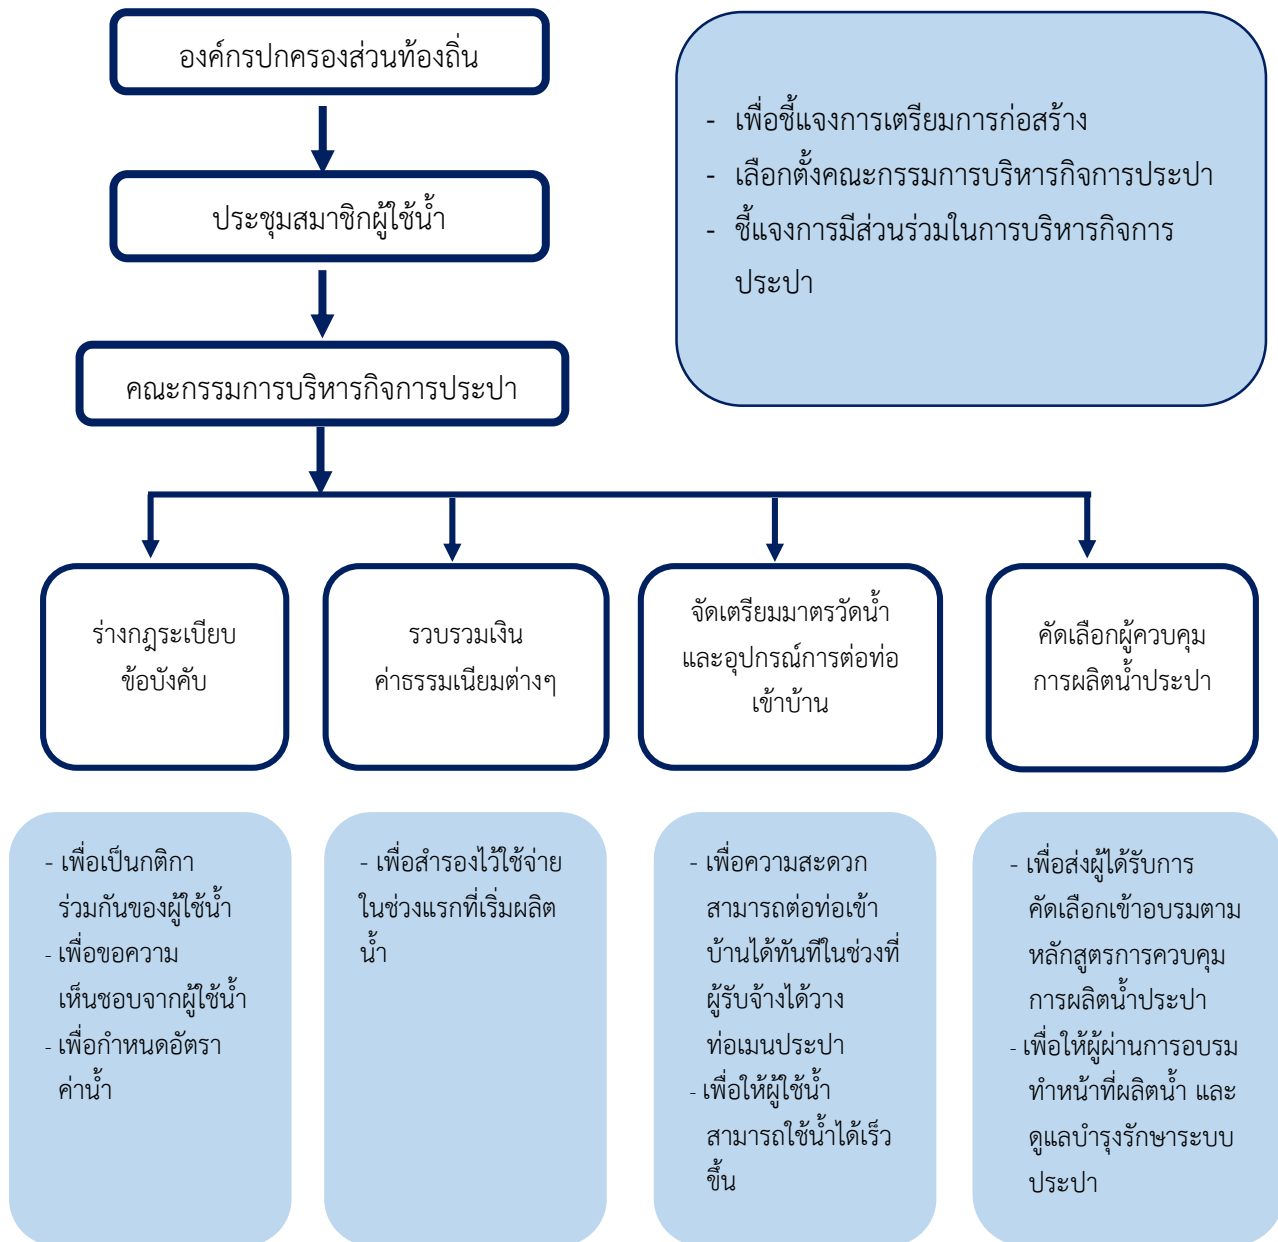 องค์กรปกครองส่วนท้องถิ่น
- เพื่อชี้แจงการเตรียมการก่อสร้าง
- เลือกตั้งคณะกรรมการบริหารกิจการประปา
- ชี้แจงการมีส่วนร่วมในการบริหารกิจการ
ประปา
ประชุมสมาชิกผู้ใช้น้ำ
คณะกรรมการบริหารกิจการประปา
ร่างกฎระเบียบ
ข้อบังคับ
รวบรวมเงิน
ค่าธรรมเนียมต่างๆ
จัดเตรียมมาตรวัดน้ำ
และอุปกรณ์การต่อท่อ
เข้าบ้าน
คัดเลือกผู้ควบคุม
การผลิตน้ำประปา
- เพื่อเป็นกติกา
ร่วมกันของผู้ใช้น้ำ
- เพื่อขอความ
เห็นชอบจากผู้ใช้น้ำ
- เพื่อกำหนดอัตรา
ค่าน้ำ
- เพื่อสำรองไว้ใช้จ่าย
ในช่วงแรกที่เริ่มผลิต
น้ำ
- เพื่อความสะดวก
สามารถต่อท่อเข้า
บ้านได้ทันทีในช่วงที่
ผู้รับจ้างได้วาง
ท่อเมนประปา
- เพื่อให้ผู้ใช้น้ำ
สามารถใช้น้ำได้เร็ว
ขึ้น
- เพื่อส่งผู้ได้รับการ
คัดเลือกเข้าอบรมตาม
หลักสูตรการควบคุม
การผลิตน้ำประปา
- เพื่อให้ผู้ผ่านการอบรม
ทำหน้าที่ผลิตน้ำ และ
ดูแลบำรุงรักษาระบบ
ประปา